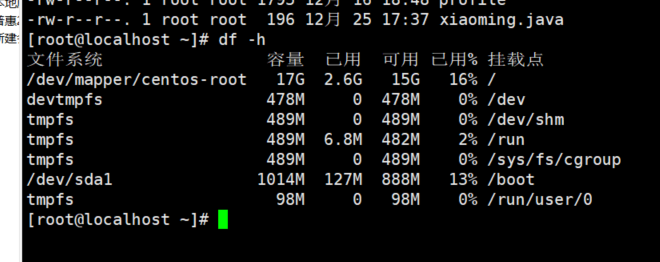 -rw-r--r--. 1 root root 1795 12月 16 18 profile
-rw-r--r--. 1 root root  196 12月 25 17:37 xiaoming.java
[root@localhost ~]# df -h
文件系统 容量 已用 可用 已用% 挂载点
/dev/mapper/centos-root 17G 2.6G 15G 16% /
devtmpfs 478M 0 478M 0% /dev
tmpfs 489M 0 489M 0% /dev/shm
tmpfs 489M 6.8M 482M 2% /run
tmpfs 489M 0 489M 0% /sys/fs/cgroup
/dev/sda1 1014M 127M 888M 13% /boot
tmpfs 98M 0 98M 0% /run/user/0
[root@localhost ~]#